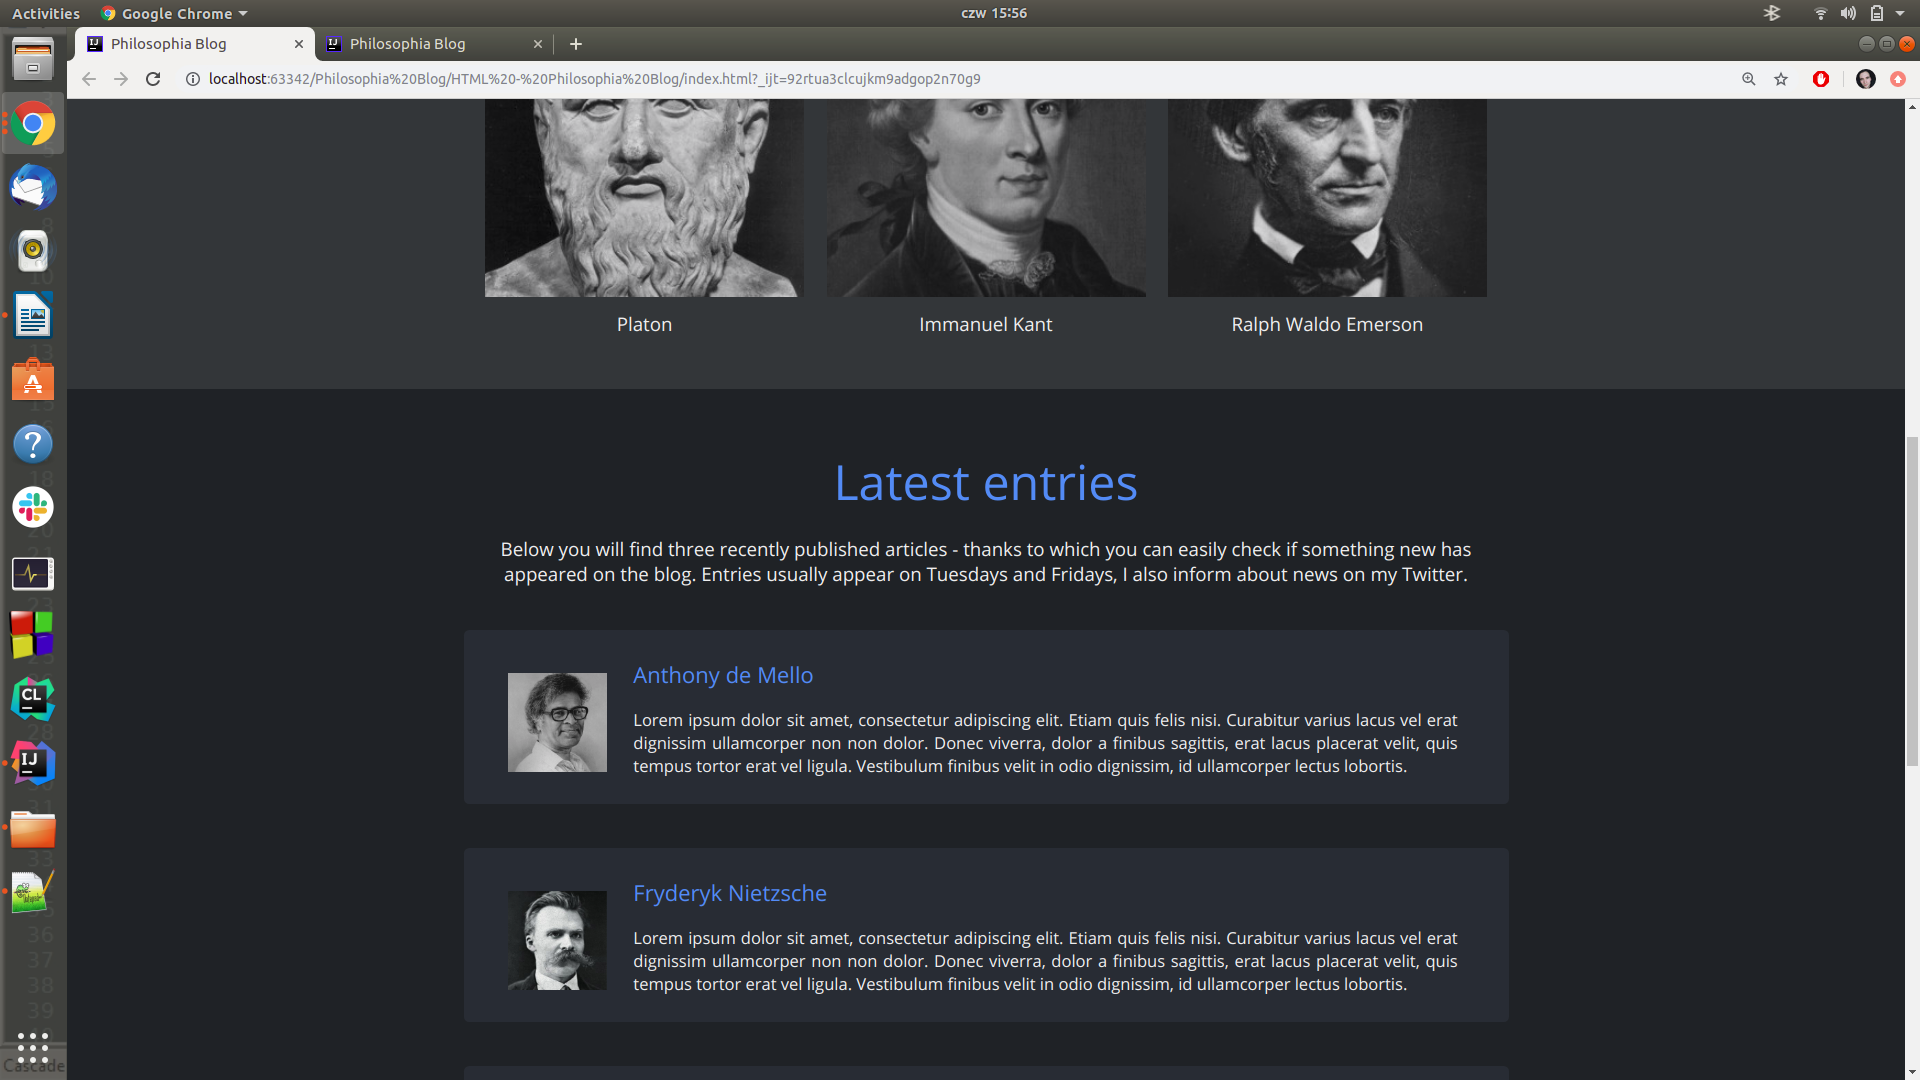 Activities
Google Chrome
czw 15:56
Philosophia Blog
Philosophia Blog
localhost:63342/Philosophia%20Blog/HTML%20-%20Philosophia%20Blog/index.html?_ijt=92rtua3clcujkm9adgop2n70g9
Platon
Immanuel Kant
Ralph Waldo Emerson
Latest entries
Below you will find three recently published articles - thanks to which you can easily check if something new has
appeared on the blog. Entries usually appear on Tuesdays and Fridays, I also inform about news on my Twitter.
Anthony de Mello
Lorem ipsum dolor sit amet, consectetur adipiscing elit. Etiam quis felis nisi. Curabitur varius lacus vel erat
dignissim ullamcorper non non dolor. Donec viverra, dolor a finibus sagittis, erat lacus placerat velit, quis
tempus tortor erat vel ligula. Vestibulum finibus velit in odio dignissim, id ullamcorper lectus lobortis.
Fryderyk Nietzsche
Lorem ipsum dolor sit amet, consectetur adipiscing elit. Etiam quis felis nisi. Curabitur varius lacus vel erat
dignissim ullamcorper non non dolor. Donec viverra, dolor a finibus sagittis, erat lacus placerat velit, quis
tempus tortor erat vel ligula. Vestibulum finibus velit in odio dignissim, id ullamcorper lectus lobortis.
CL
IJ
36
37
38
39
Cascade